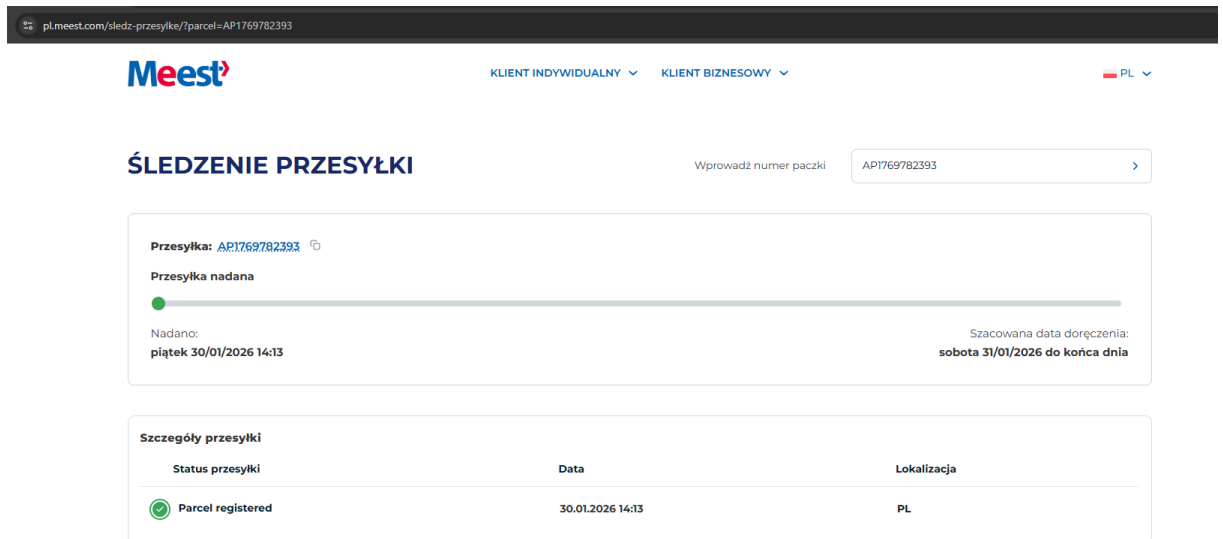 pl.meest.com/sledz-przesylke/?parcel=AP1769782393
Meest
KLIENT INDYWIDUALNY KLIENT BIZNESOWY PL
ŚLEDZENIE PRZESYŁKI
Wprowadź numer paczki AP1769782393
Przesyłka: AP1769782393
Przesyłka nadana
Nadano: Szacowana data doręczenia:
piątek 30/01/2026 14:13 sobota 31/01/2026 do końca dnia
Szczegóły przesyłki
Status przesyłki Data Lokalizacja
Parcel registered 30.01.2026 14:13 PL